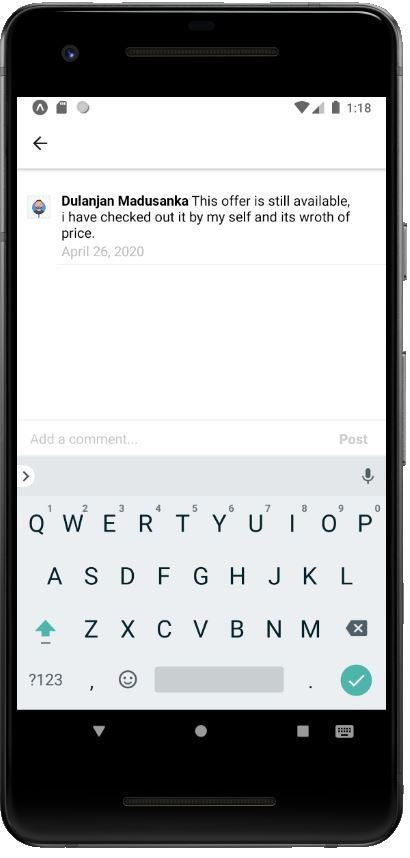 1:18
Dulanjan Madusanka This offer is still available,
i have checked out it by my self and its wroth of
price.
April 26, 2020
Add a comment... Post
1 2 3 4 5 6 7 8 9 0
Q W E R T Y U I O P
A S D F G H J K L
Z X C V B N M
?123 , .